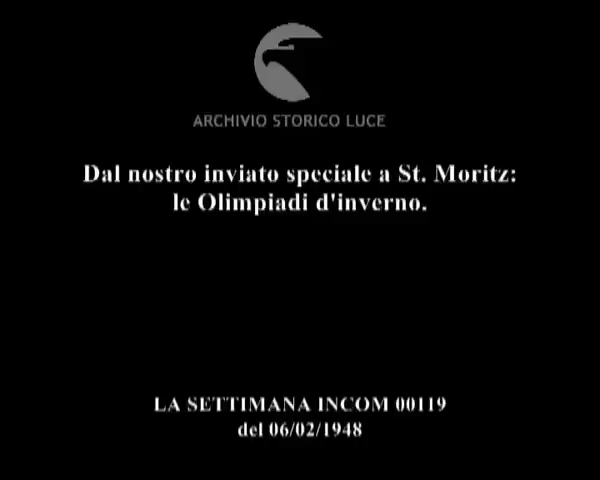 ARCHIVIO STORICO LUCE
Dal nostro inviato speciale a St. Moritz:
le Olimpiadi d'inverno.
LA SETTIMANA INCOM 00119
del 06/02/1948